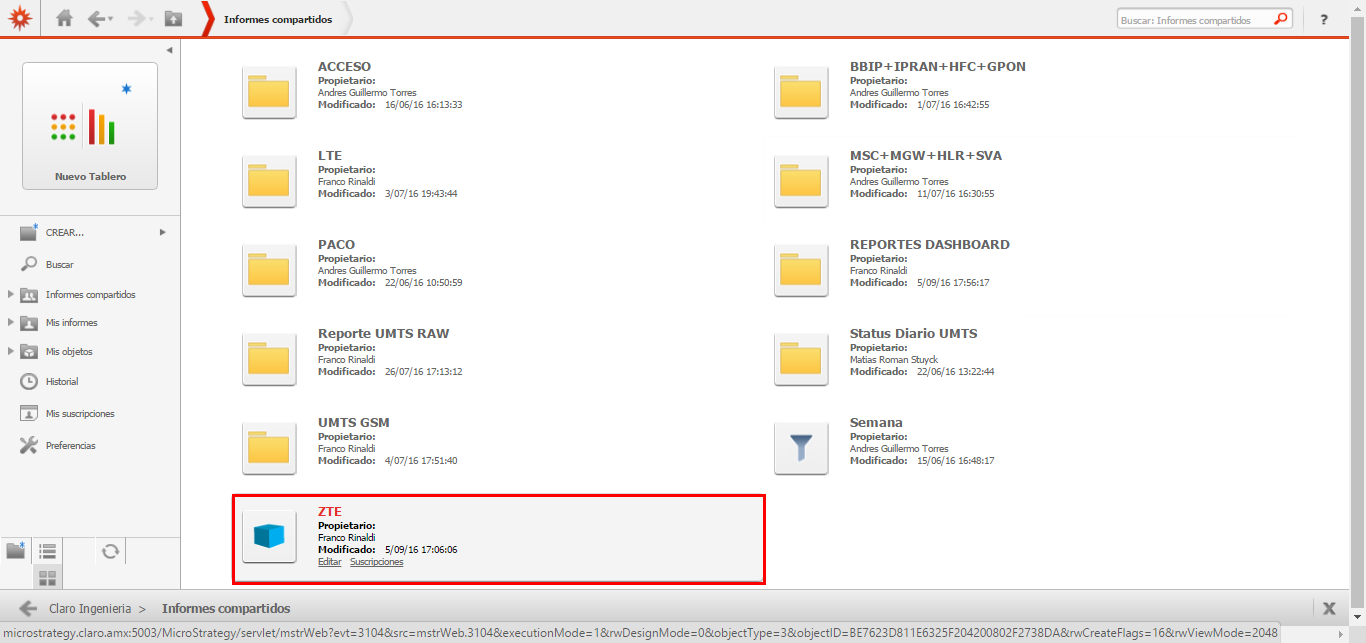 Informes compartidos
Buscar: Informes compartidos
?
Nuevo Tablero
CREAR...
Buscar
Informes compartidos
Mis informes
Mis objetos
Historial
Mis suscripciones
Preferencias
ACCESO
Propietario:
Andres Guillermo Torres
Modificado: 16/06/16 16:13:33
BBIP+IPRAN+HFC+GPON
Propietario:
Andres Guillermo Torres
Modificado: 1/07/16 16:42:55
LTE
Propietario:
Franco Rinaldi
Modificado: 3/07/16 19:43:44
MSC+MGW+HLR+SVA
Propietario:
Andres Guillermo Torres
Modificado: 11/07/16 16:30:55
PACO
Propietario:
Andres Guillermo Torres
Modificado: 22/06/16 10:50:59
REPORTES DASHBOARD
Propietario:
Franco Rinaldi
Modificado: 5/09/16 17:56:17
Reporte UMTS RAW
Propietario:
Franco Rinaldi
Modificado: 26/07/16 17:13:12
Status Diario UMTS
Propietario:
Matias Roman Stuyck
Modificado: 22/06/16 13:22:44
UMTS GSM
Propietario:
Franco Rinaldi
Modificado: 4/07/16 17:51:40
Semana
Propietario:
Andres Guillermo Torres
Modificado: 15/06/16 16:48:17
ZTE
Propietario:
Franco Rinaldi
Modificado: 5/09/16 17:06:06
Editar Suscripciones
Claro Ingenieria > Informes compartidos
microstrategy.claro.amx:5003/MicroStrategy/servlet/mstrWeb?evt=3104&src=mstrWeb.3104&executionMode=1&rwDesignMode=0&objectType=3&objectID=BE7623D811E6325F204200802F2738DA&rwCreateFlags=16&rwViewMode=2048